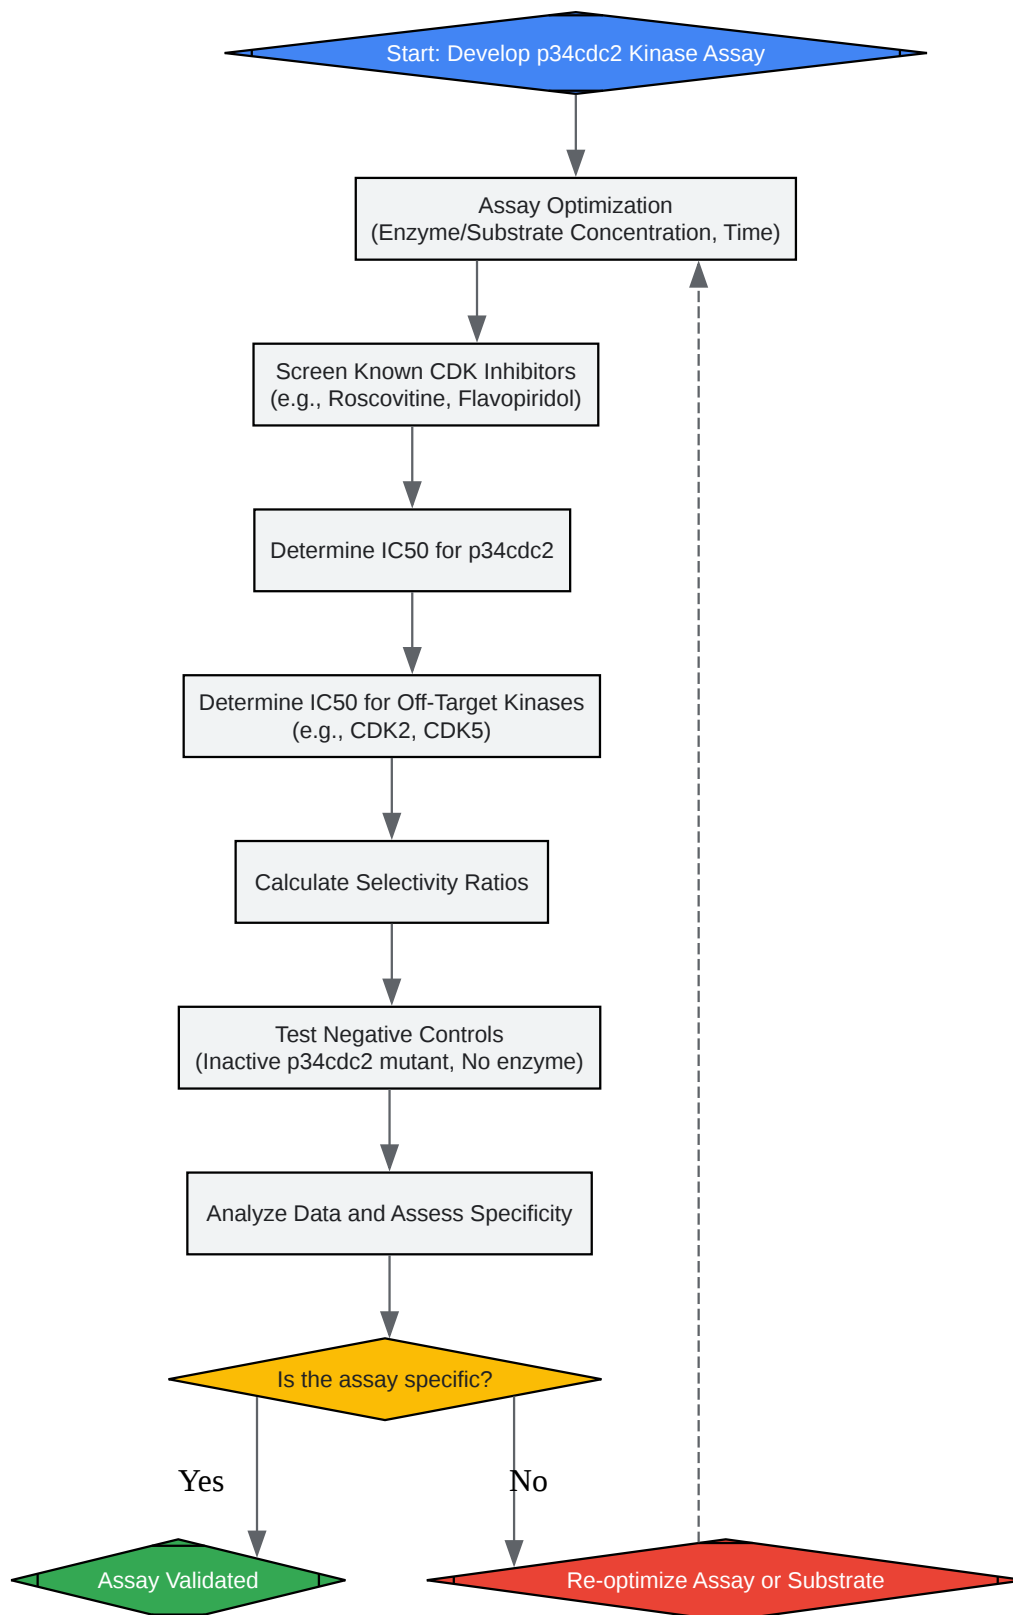 Start: Develop p34cdc2 Kinase Assay
Assay Optimization
(Enzyme/Substrate Concentration, Time)
Screen Known CDK Inhibitors
(e.g., Roscovitine, Flavopiridol)
Determine IC50 for p34cdc2
Determine IC50 for Off-Target Kinases
(e.g., CDK2, CDK5)
Calculate Selectivity Ratios
Test Negative Controls
(Inactive p34cdc2 mutant, No enzyme)
Analyze Data and Assess Specificity
Is the assay specific?
Yes
No
Assay Validated
Re-optimize Assay or Substrate